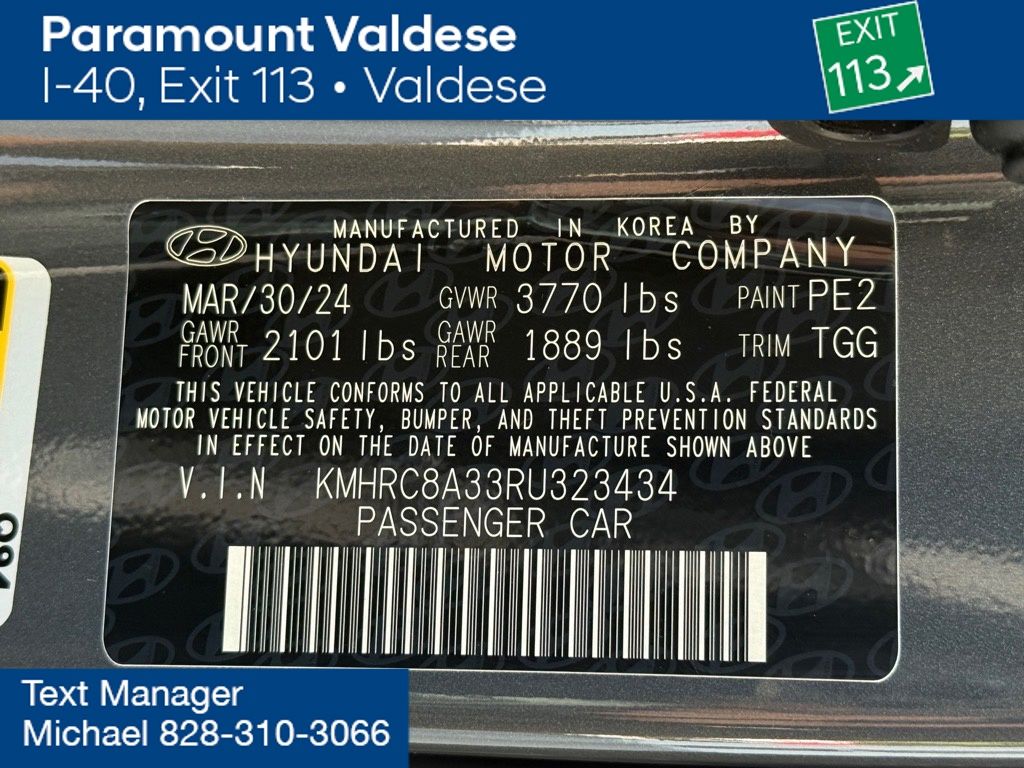 Paramount Valdese
I-40, Exit 113 • Valdese
EXIT
113
MANUFACTURED IN KOREA BY
HYUNDAI MOTOR COMPANY
MAR/30/24 GVWR 3770 lbs PAINT PE2
GAWR FRONT 2101 lbs GAWR REAR 1889 lbs TRIM TGG
THIS VEHICLE CONFORMS TO ALL APPLICABLE U.S.A. FEDERAL
MOTOR VEHICLE SAFETY, BUMPER, AND THEFT PREVENTION STANDARDS
IN EFFECT ON THE DATE OF MANUFACTURE SHOWN ABOVE
V.I.N KMHRC8A33RU323434
PASSENGER CAR
Text Manager
Michael 828-310-3066